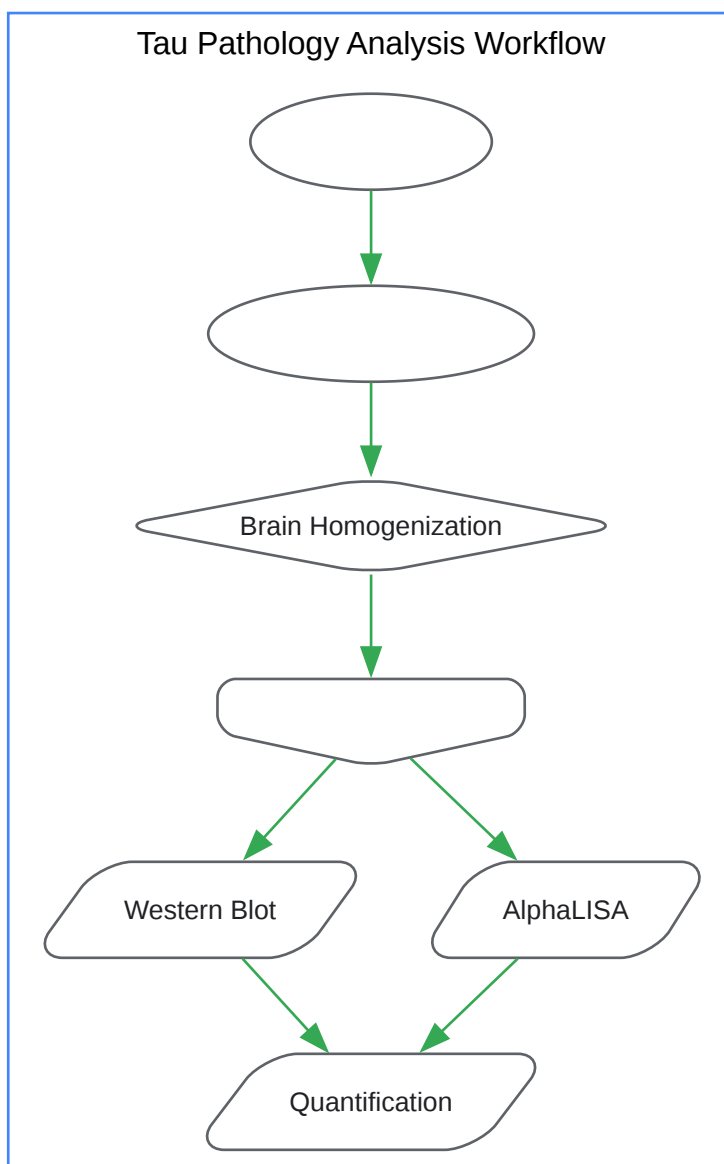 Tau Pathology Analysis Workflow
Brain Homogenization
Western Blot
AlphaLISA
Quantification